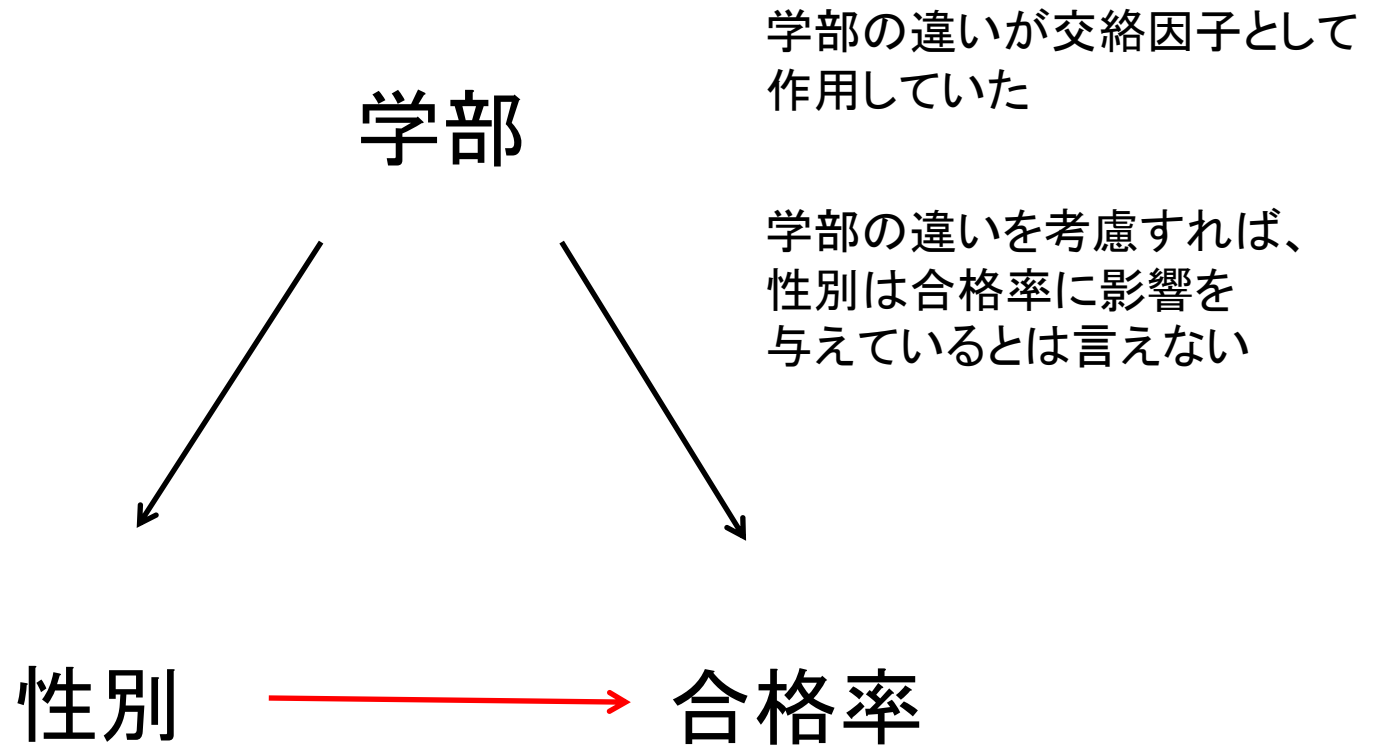 学部の違いが交絡因子として
作用していた
学部
学部の違いを考慮すれば、
性別は合格率に影響を
与えているとは言えない
性別
合格率